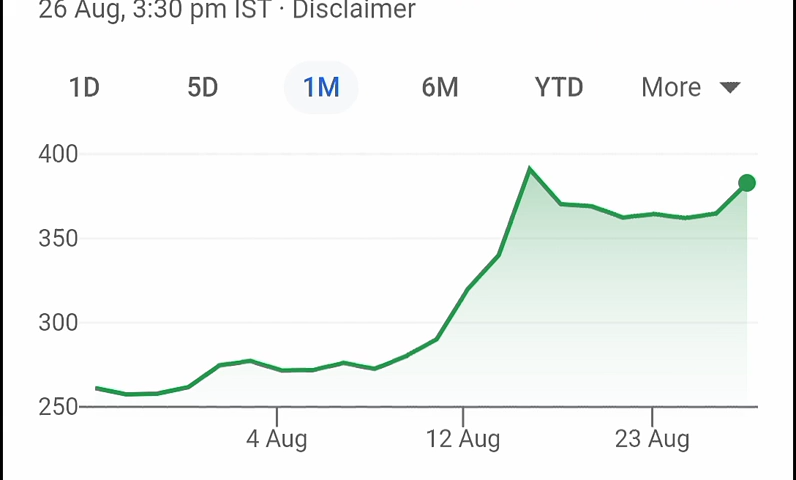 26 Aug, 3:30 pm IST · Disclaimer
1D 5D 1M 6M YTD More
400
350
300
250
4 Aug 12 Aug 23 Aug